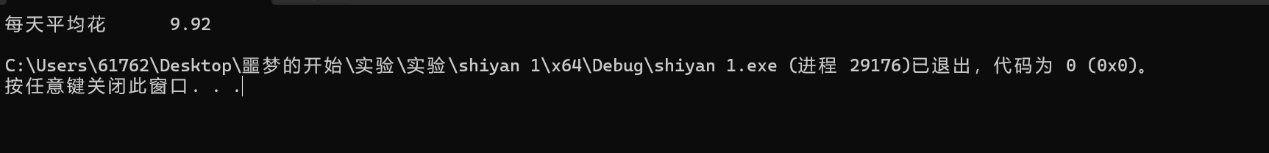 每天平均花      9.92
C:\Users\61762\Desktop\噩梦的开始\实验\实验\shiyan 1\x64\Debug\shiyan 1.exe (进程 29176)已退出，代码为 0 (0x0)。
按任意键关闭此窗口. . .